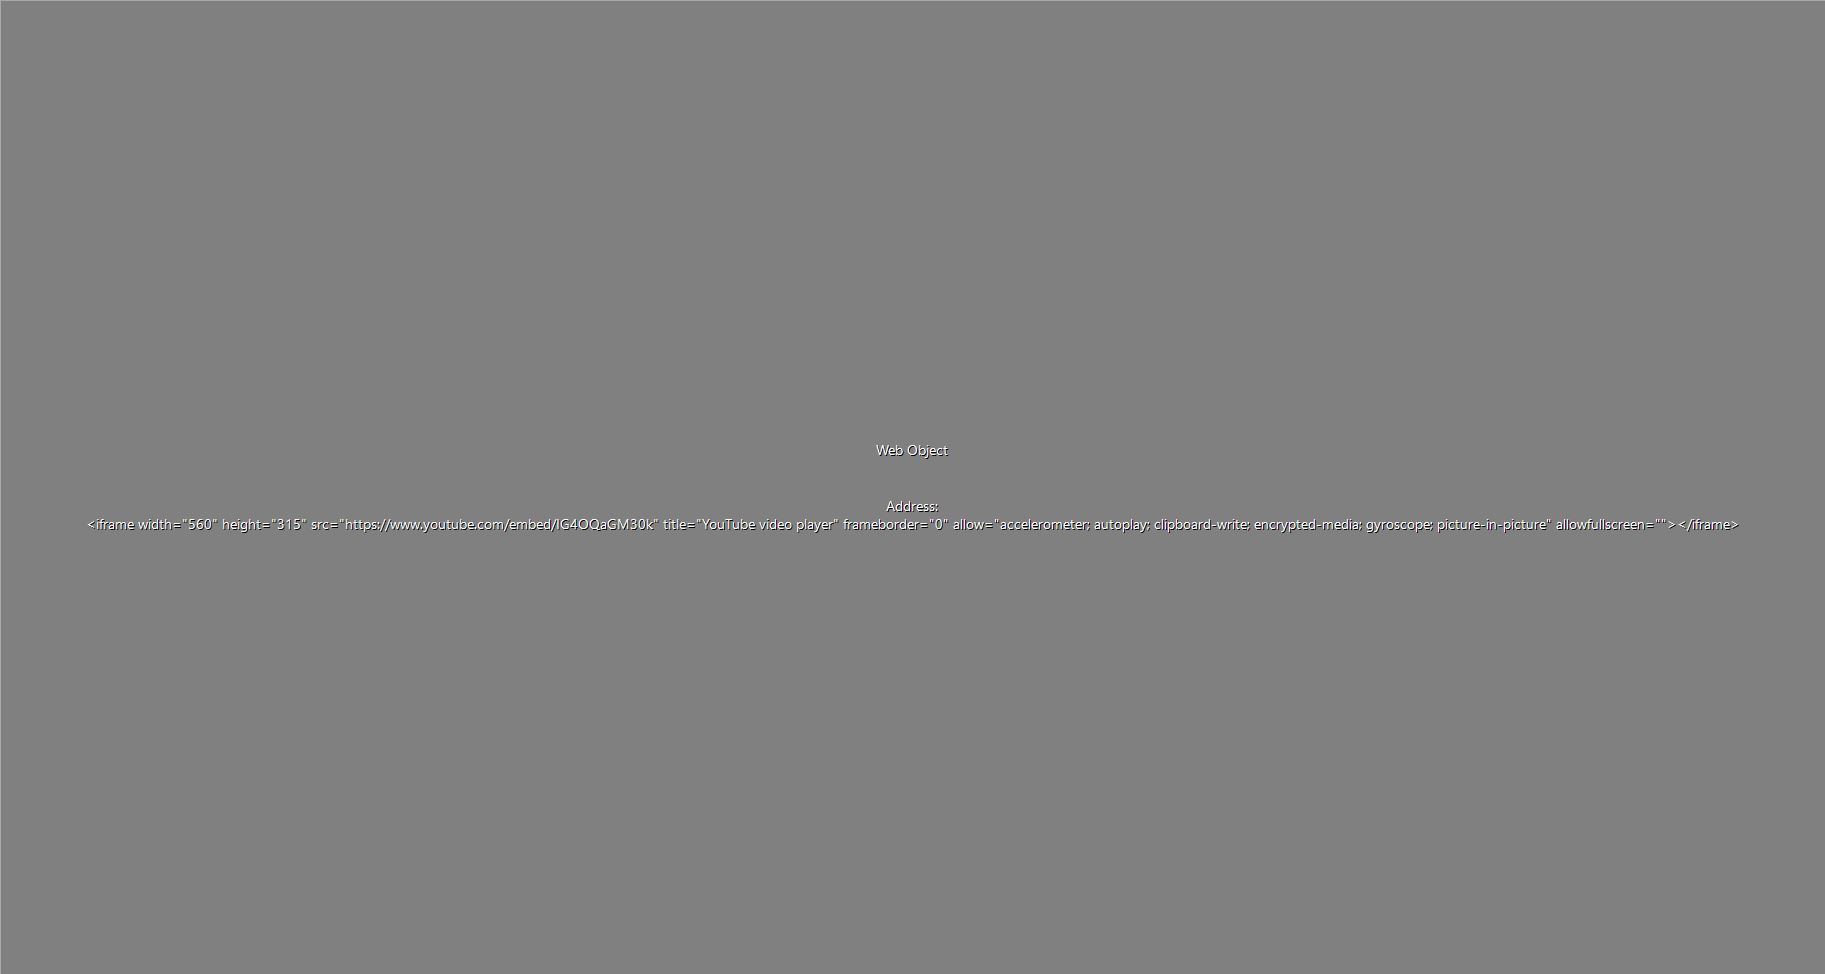 Web Object
Address:
<iframe width="560" height="315" src="https://www.youtube.com/embed/IG4OQaGM30k" title="YouTube video player" frameborder="0" allow="accelerometer; autoplay; clipboard-write; encrypted-media; gyroscope; picture-in-picture" allowfullscreen=""></iframe>